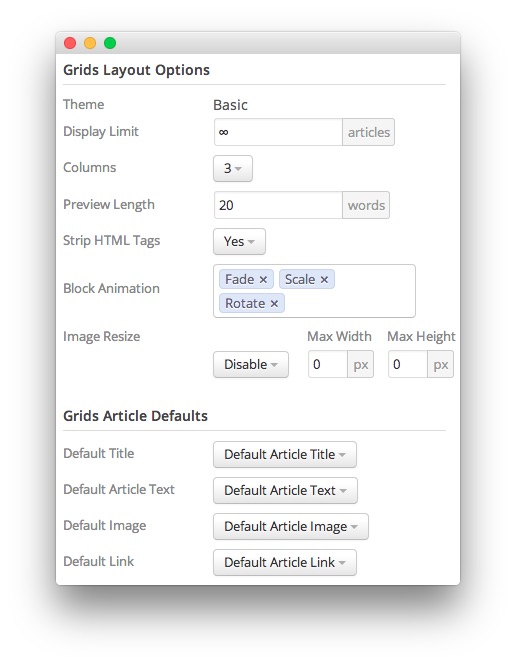 Grids Layout Options
Theme Basic
Display Limit ∞ articles
Columns 3
Preview Length 20 words
Strip HTML Tags Yes
Block Animation Fade × Scale ×
Rotate ×
Image Resize Max Width Max Height
Disable 0 px 0 px
Grids Article Defaults
Default Title Default Article Title
Default Article Text Default Article Text
Default Image Default Article Image
Default Link Default Article Link